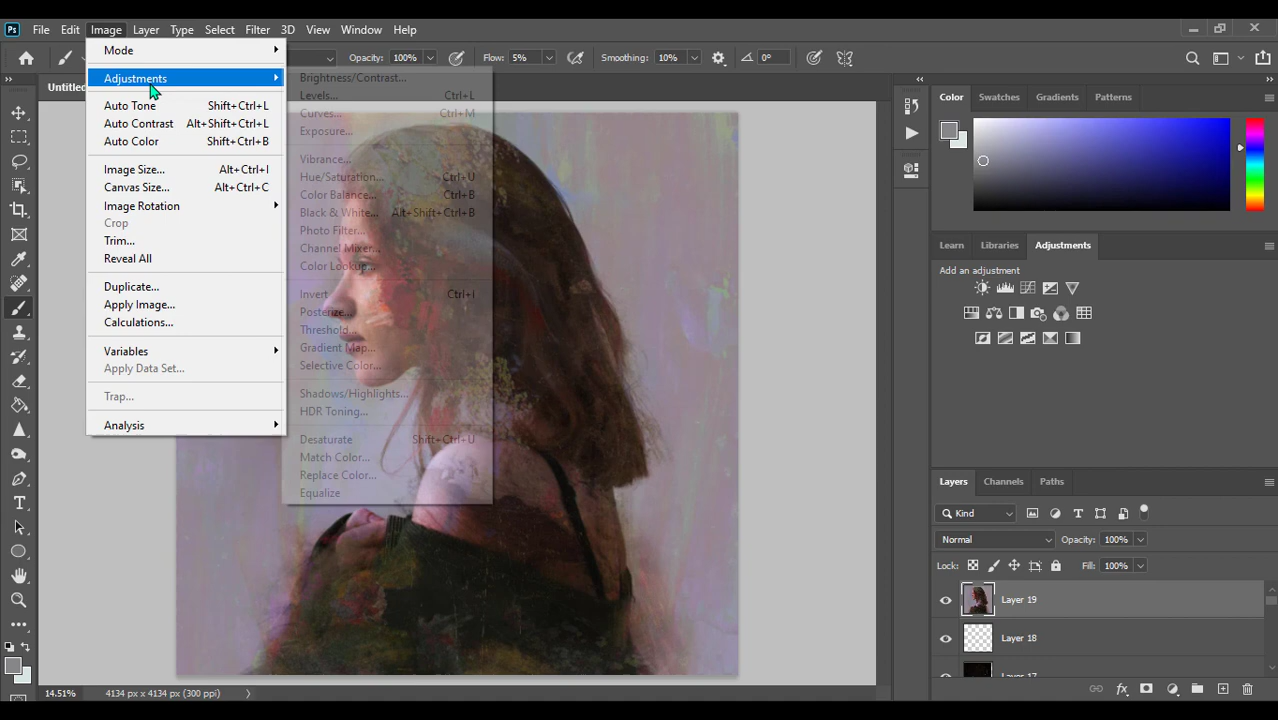 Ps File Edit Image Layer Type Select Filter 3D View Window Help
Opacity: 100% Flow: 5% Smoothing: 10% 0°
Untitled
Mode
Adjustments
Auto Tone Shift+Ctrl+L
Auto Contrast Alt+Shift+Ctrl+L
Auto Color Shift+Ctrl+B
Image Size... Alt+Ctrl+I
Canvas Size... Alt+Ctrl+C
Image Rotation
Crop
Trim...
Reveal All
Duplicate...
Apply Image...
Calculations...
Variables
Apply Data Set...
Trap...
Analysis
Brightness/Contrast...
Levels... Ctrl+L
Curves... Ctrl+M
Exposure...
Vibrance...
Hue/Saturation... Ctrl+U
Color Balance... Ctrl+B
Black & White... Alt+Shift+Ctrl+B
Photo Filter...
Channel Mixer...
Color Lookup...
Invert Ctrl+I
Posterize...
Threshold...
Gradient Map...
Selective Color...
Shadows/Highlights...
HDR Toning...
Desaturate Shift+Ctrl+U
Match Color...
Replace Color...
Equalize
Color Swatches Gradients Patterns
Learn Libraries Adjustments
Add an adjustment
Layers Channels Paths
Kind
Normal Opacity: 100%
Lock: Fill: 100%
Layer 19
Layer 18
14.51% 4134 px x 4134 px (300 ppi)